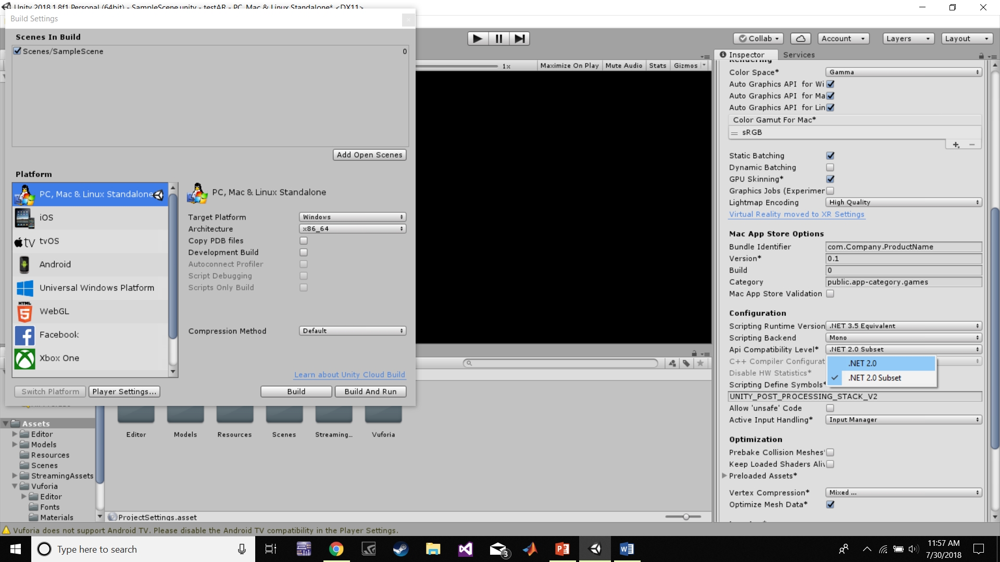 Unity 2018.1.8f1 Personal (64bit) - SampleScene.unity - testAR - PC, Mac & Linux Standalone* <DX11>
Build Settings
Scenes In Build
Scenes/SampleScene 0
Add Open Scenes
Platform
PC, Mac & Linux Standalone
iOS
tv tvOS
Android
Universal Windows Platform
HTML
WebGL
Facebook
Xbox One
PC, Mac & Linux Standalone
Target Platform Windows
Architecture x86_64
Copy PDB files
Development Build
Autoconnect Profiler
Script Debugging
Scripts Only Build
Compression Method Default
Learn about Unity Cloud Build
Switch Platform Player Settings... Build Build And Run
Collab Account Layers Layout
1x Maximize On Play Mute Audio Stats Gizmos
Inspector Services
Rendering
Color Space* Gamma
Auto Graphics API for Wi
Auto Graphics API for Ma
Auto Graphics API for Lin
Color Gamut For Mac*
sRGB
Static Batching
Dynamic Batching
GPU Skinning*
Graphics Jobs (Experimer
Lightmap Encoding High Quality
Virtual Reality moved to XR Settings
Mac App Store Options
Bundle Identifier com.Company.ProductName
Version* 0.1
Build 0
Category public.app-category.games
Mac App Store Validation
Configuration
Scripting Runtime Version .NET 3.5 Equivalent
Scripting Backend Mono
Api Compatibility Level* .NET 2.0 Subset
C++ Compiler Configurat
.NET 2.0
.NET 2.0 Subset
Disable HW Statistics*
Scripting Define Symbols*
UNITY_POST_PROCESSING_STACK_V2
Allow 'unsafe' Code
Active Input Handling* Input Manager
Optimization
Prebake Collision Meshes*
Keep Loaded Shaders Aliv
Preloaded Assets*
Vertex Compression* Mixed ...
Optimize Mesh Data*
Assets
Editor
Models
Resources
Scenes
StreamingAssets
Vuforia
Editor
Fonts
Materials
Editor Models Resources Scenes Streaming... Vuforia
ProjectSettings.asset
Vuforia does not support Android TV. Please disable the Android TV compatibility in the Player Settings.
Type here to search
3
11:57 AM
7/30/2018